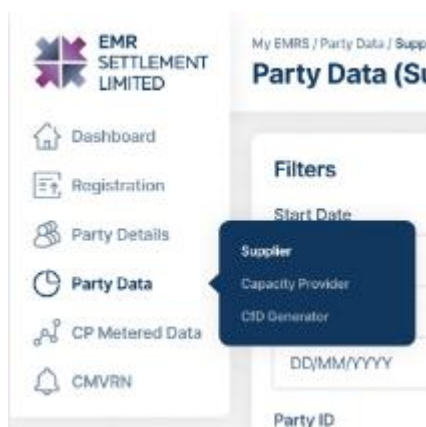 EMR
SETTLEMENT
LIMITED
My EMRS / Party Data / Supp
Party Data (Su
Dashboard
Registration
Party Details
Party Data
CP Metered Data
CMVRN
Filters
Start Date
Supplier
Capacity Provider
CfD Generator
DD/MM/YYYY
Party ID